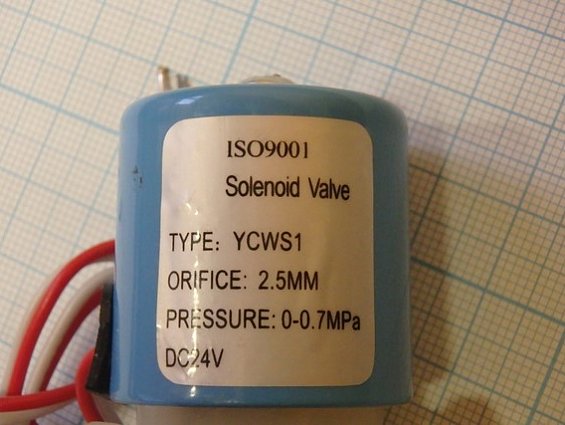 ISO9001
Solenoid Valve
TYPE: YCWS1
ORIFICE: 2.5MM
PRESSURE: 0-0.7MPa
DC24V